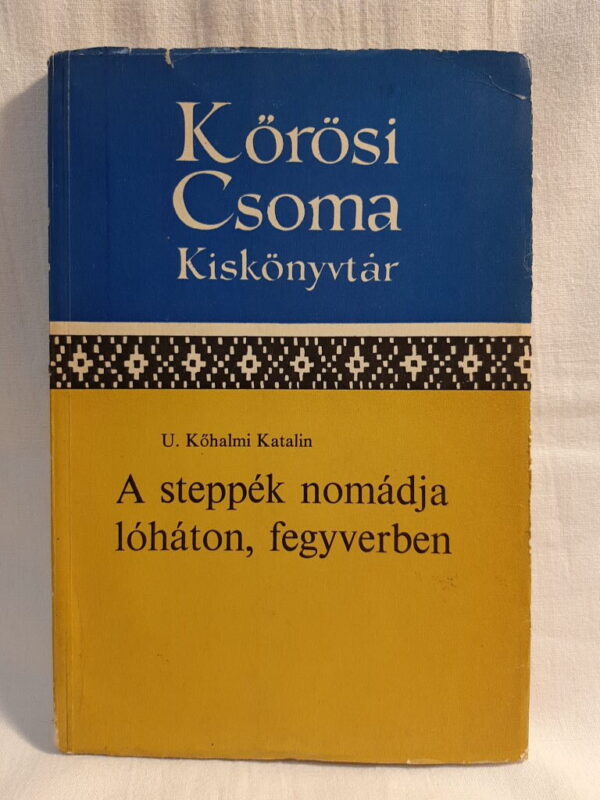 Kőrösi
Csoma
Kiskönyvtár
U. Kőhalmi Katalin
A steppék nomádja
lóháton, fegyverben